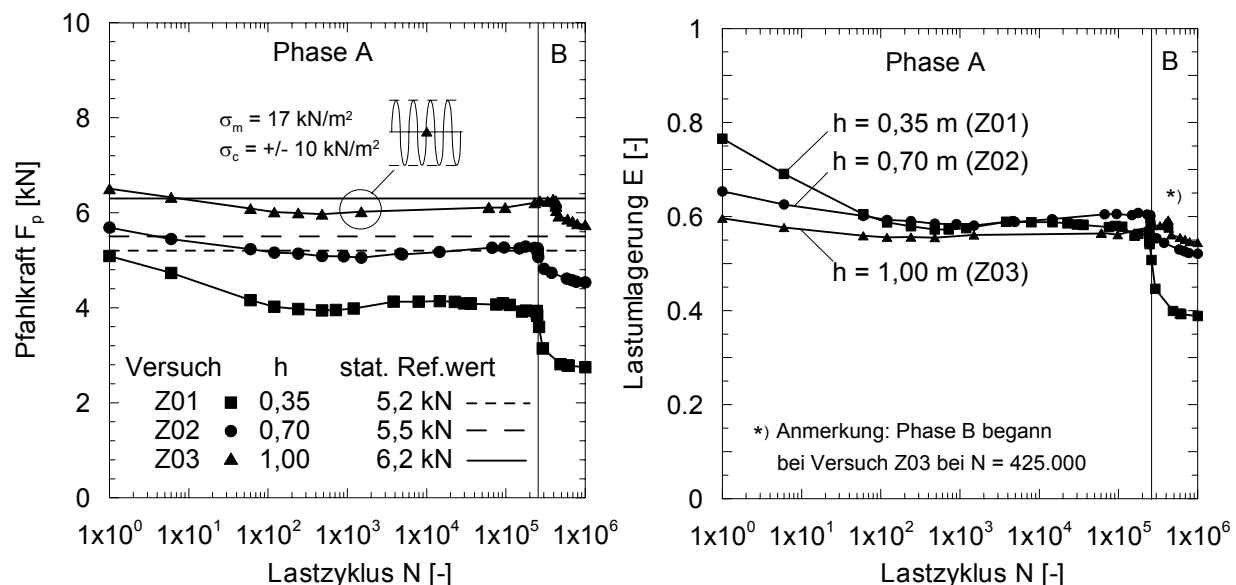 10
8
6
4
2
0
Pfahlkraft Fp [kN]
Phase A
B
σm = 17 kN/m²
σc = +/- 10 kN/m²
Versuch h stat. Ref.wert
Z01 0,35 5,2 kN
Z02 0,70 5,5 kN
Z03 1,00 6,2 kN
1x10⁰ 1x10¹ 1x10² 1x10³ 1x10⁴ 1x10⁵ 1x10⁶
Lastzyklus N [-]
1
0.8
0.6
0.4
0.2
0
Lastumlagerung E [-]
Phase A
B
h = 0,35 m (Z01)
h = 0,70 m (Z02)
*)
h = 1,00 m (Z03)
*) Anmerkung: Phase B begann
bei Versuch Z03 bei N = 425.000
1x10⁰ 1x10¹ 1x10² 1x10³ 1x10⁴ 1x10⁵ 1x10⁶
Lastzyklus N [-]